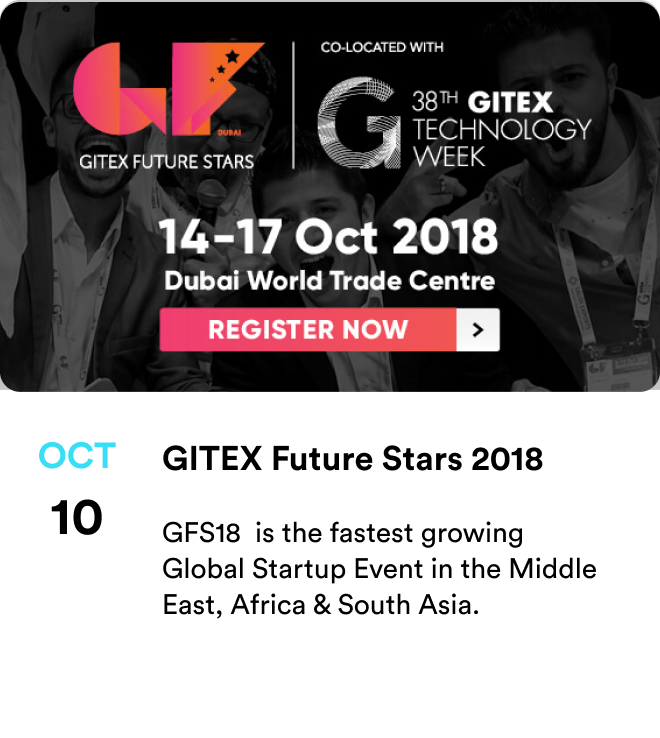 DUBAI
GITEX FUTURE STARS
CO-LOCATED WITH
38TH GITEX
TECHNOLOGY
WEEK
14-17 Oct 2018
Dubai World Trade Centre
REGISTER NOW >
OCT
10
GITEX Future Stars 2018
GFS18 is the fastest growing
Global Startup Event in the Middle
East, Africa & South Asia.